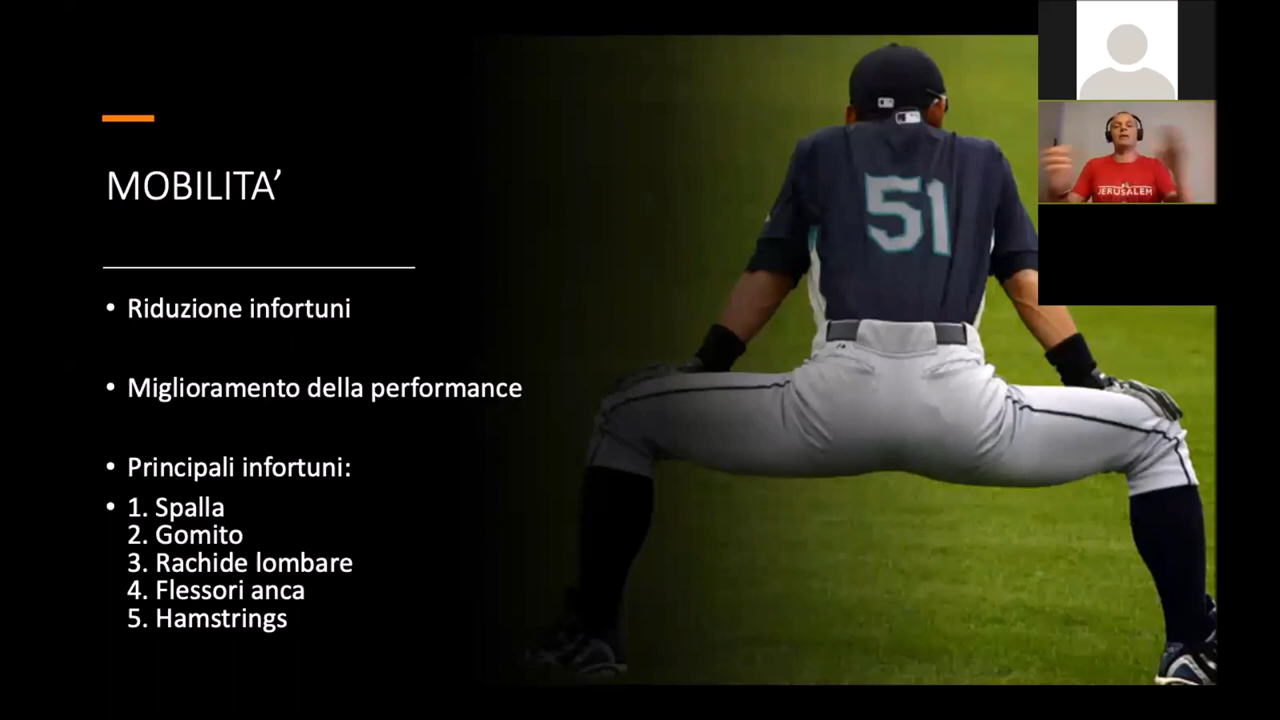 MOBILITA’
• Riduzione infortuni
• Miglioramento della performance
• Principali infortuni:
• 1. Spalla
2. Gomito
3. Rachide lombare
4. Flessori anca
5. Hamstrings
51
JERUSALEM